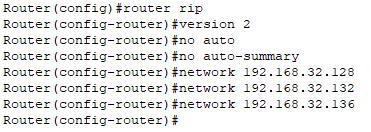 Router(config)#router rip
Router(config-router)#version 2
Router(config-router)#no auto
Router(config-router)#no auto-summary
Router(config-router)#network 192.168.32.128
Router(config-router)#network 192.168.32.132
Router(config-router)#network 192.168.32.136
Router(config-router)#